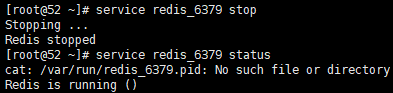 [root@52 ~]# service redis_6379 stop
Stopping ...
Redis stopped
[root@52 ~]# service redis_6379 status
cat: /var/run/redis_6379.pid: No such file or directory
Redis is running ()